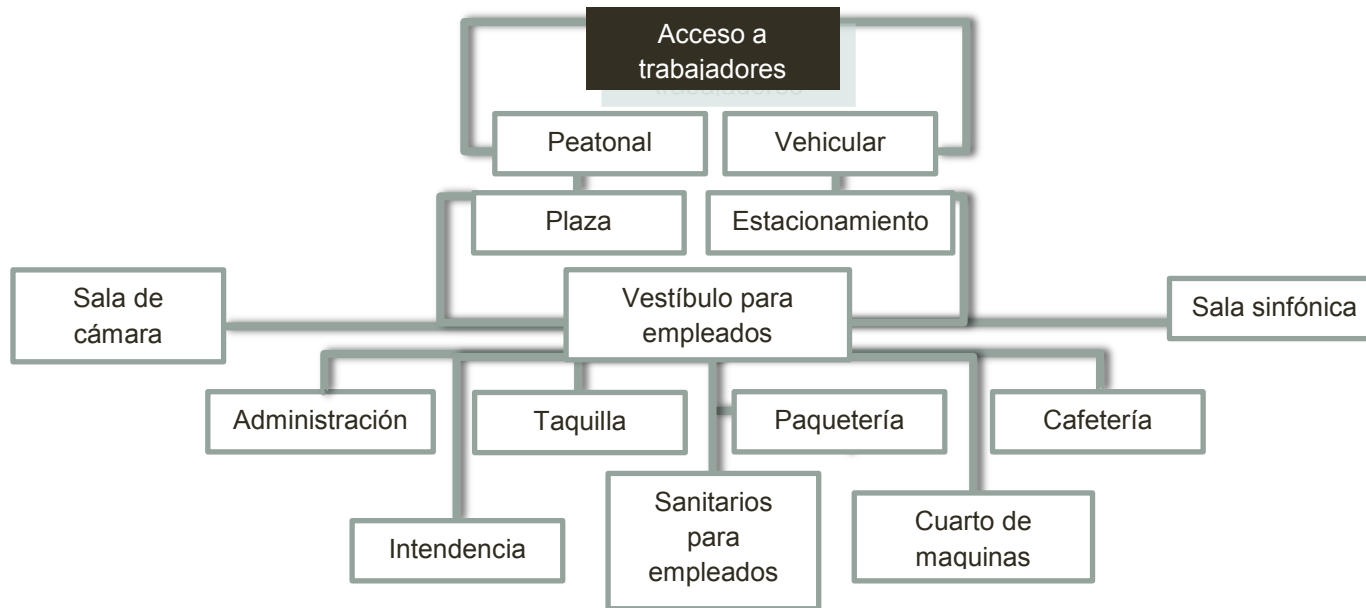 Acceso a
trabajadores
Peatonal
Vehicular
Plaza
Estacionamiento
Sala de
cámara
Vestíbulo para
empleados
Sala sinfónica
Administración
Taquilla
Paquetería
Cafetería
Intendencia
Sanitarios
para
empleados
Cuarto de
maquinas